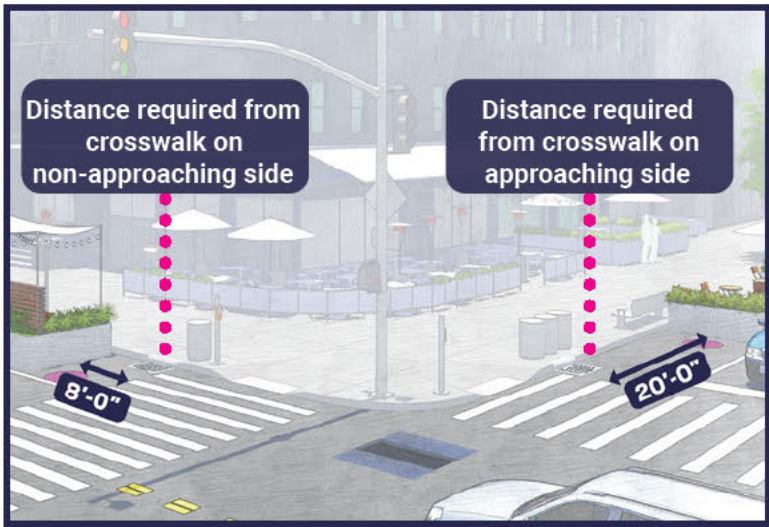 Distance required from
crosswalk on
non-approaching side
Distance required
from crosswalk on
approaching side
8'-0"
20'-0"